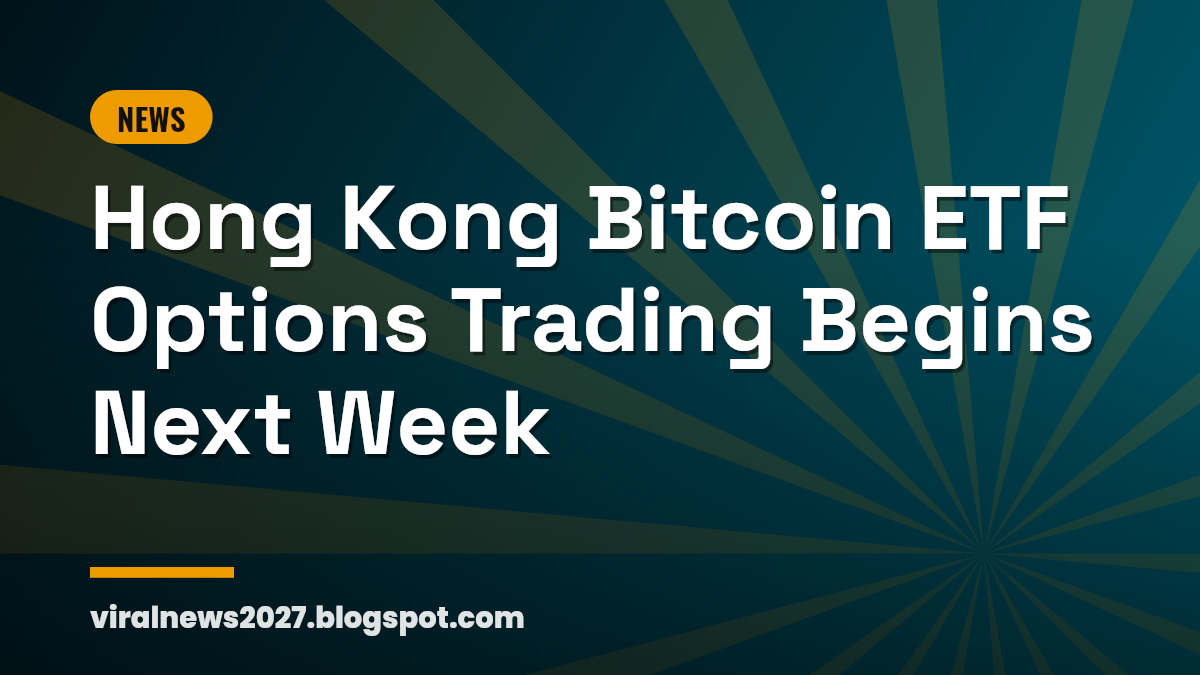 NEWS
Hong Kong Bitcoin ETF
Options Trading Begins
Next Week
viralnews2027.blogspot.com